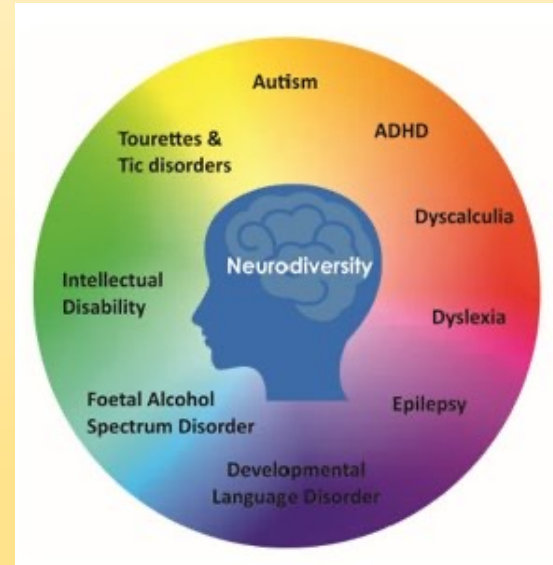 Autism
ADHD
Tourettes &
Tic disorders
Dyscalculia
Neurodiversity
Intellectual
Disability
Dyslexia
Foetal Alcohol
Spectrum Disorder
Epilepsy
Developmental
Language Disorder